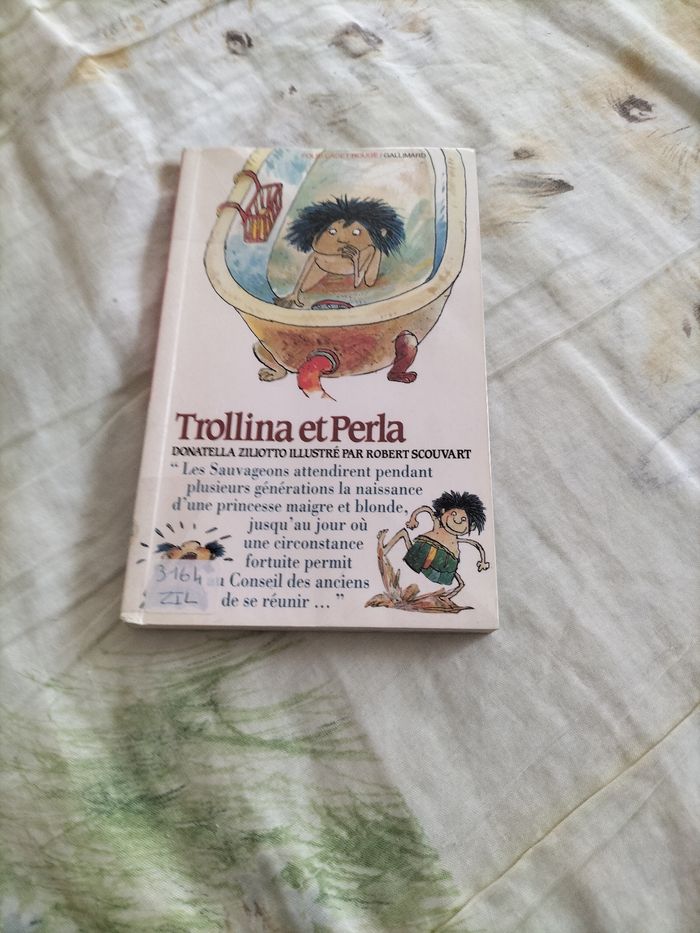 FOLIO CADET ROUGE / GALLIMARD
Trollina et Perla
DONATELLA ZILIOTTO ILLUSTRÉ PAR ROBERT SCOUVART
“ Les Sauvageons attendirent pendant
plusieurs générations la naissance
d’une princesse maigre et blonde,
jusqu’au jour où
une circonstance
fortuite permit
au Conseil des anciens
de se réunir ... ”
3164
ZIL